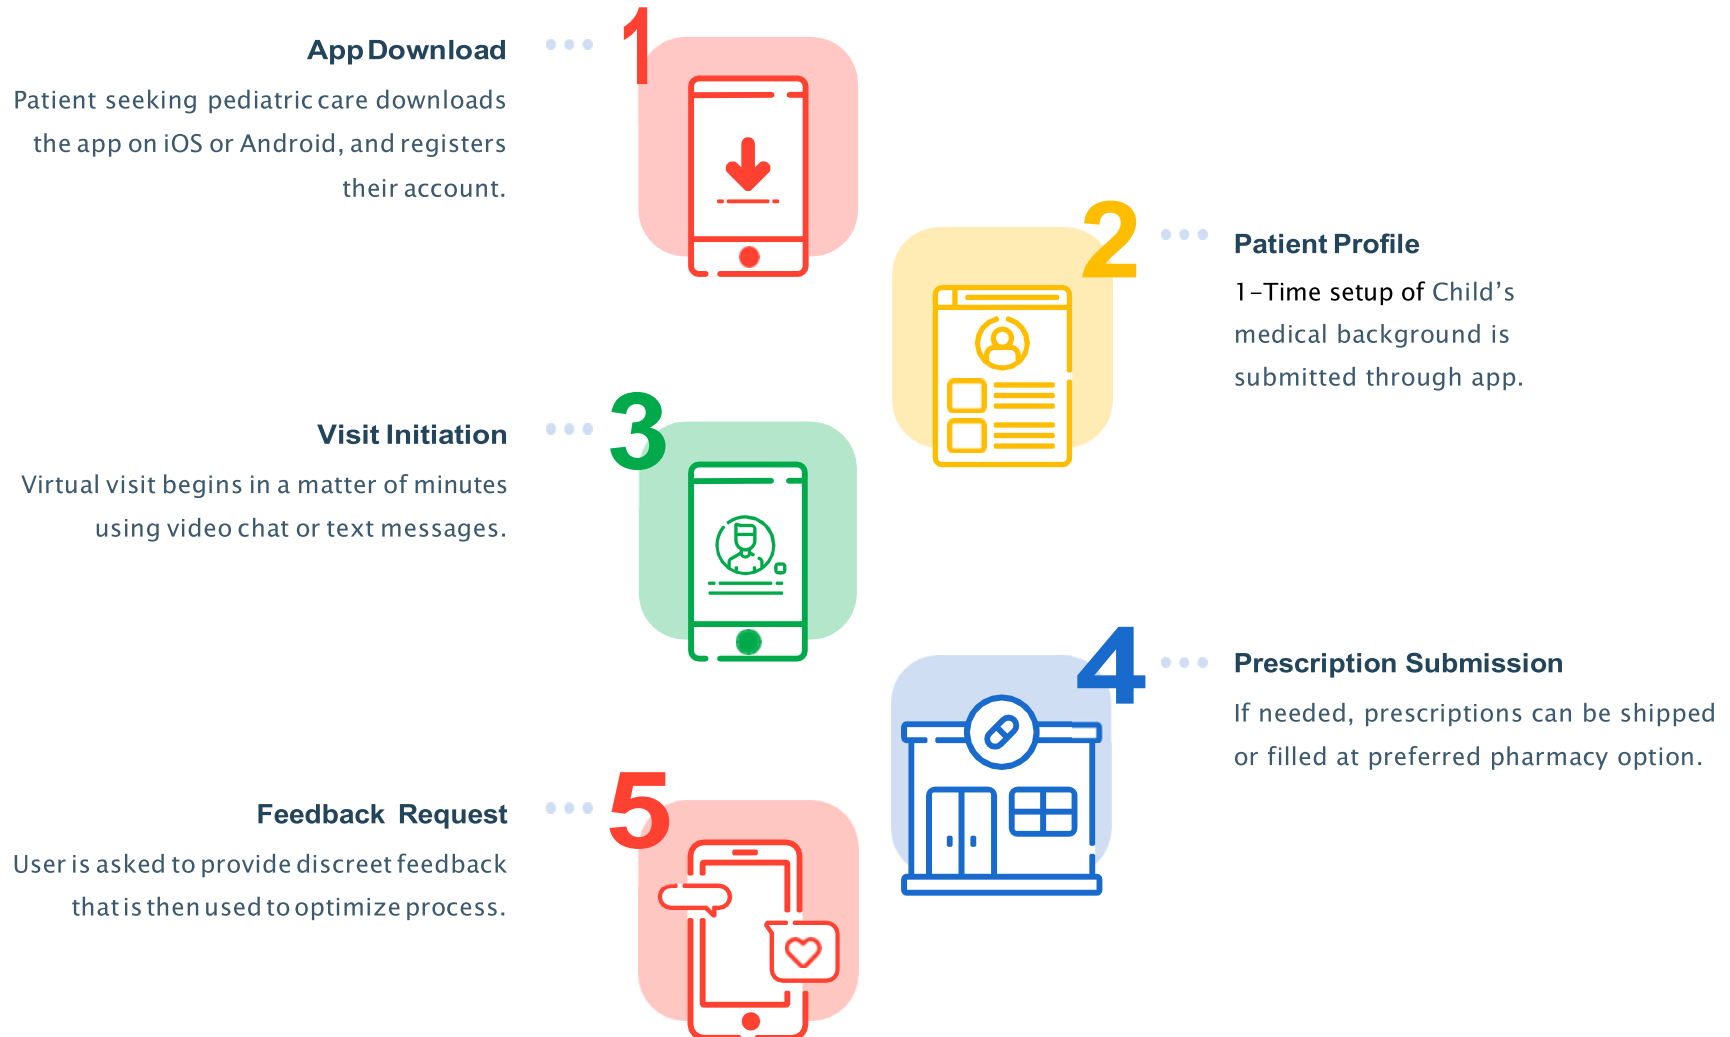 1
App Download
Patient seeking pediatric care downloads
the app on iOS or Android, and registers
their account.
2
Patient Profile
1-Time setup of Child’s
medical background is
submitted through app.
3
Visit Initiation
Virtual visit begins in a matter of minutes
using video chat or text messages.
4
Prescription Submission
If needed, prescriptions can be shipped
or filled at preferred pharmacy option.
5
Feedback Request
User is asked to provide discreet feedback
that is then used to optimize process.